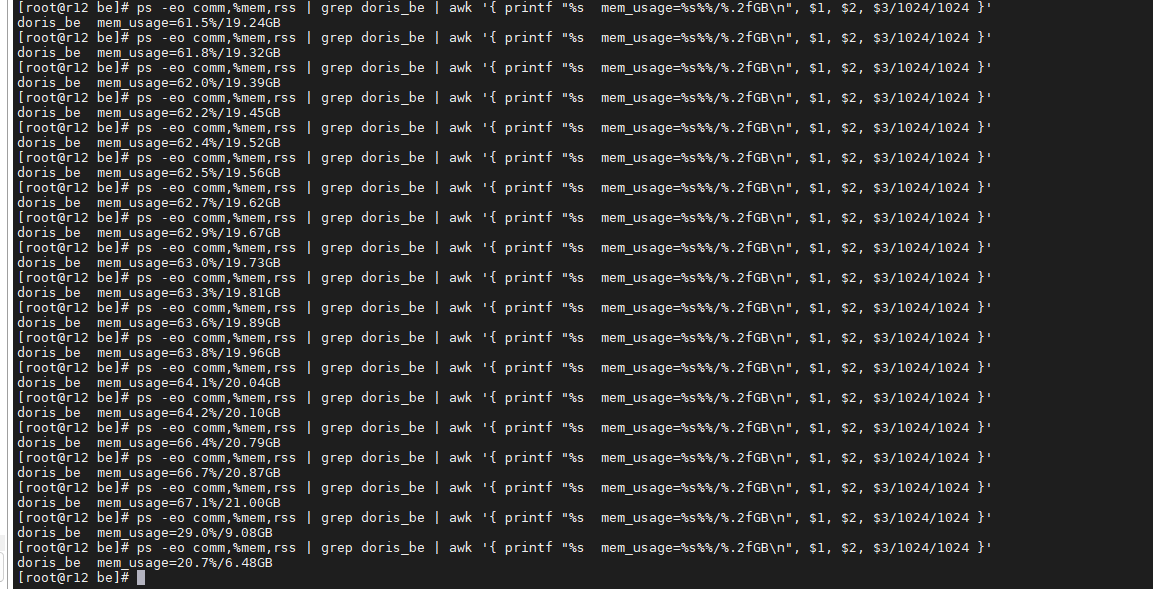 [root@r12 be]# ps -eo comm,%mem,rss | grep doris_be | awk '{ printf "%s  mem_usage=%s%%/%.2fGB\n", $1, $2, $3/1024/1024 }'
doris_be  mem_usage=61.5%/19.24GB
[root@r12 be]# ps -eo comm,%mem,rss | grep doris_be | awk '{ printf "%s  mem_usage=%s%%/%.2fGB\n", $1, $2, $3/1024/1024 }'
doris_be  mem_usage=61.8%/19.32GB
[root@r12 be]# ps -eo comm,%mem,rss | grep doris_be | awk '{ printf "%s  mem_usage=%s%%/%.2fGB\n", $1, $2, $3/1024/1024 }'
doris_be  mem_usage=62.0%/19.39GB
[root@r12 be]# ps -eo comm,%mem,rss | grep doris_be | awk '{ printf "%s  mem_usage=%s%%/%.2fGB\n", $1, $2, $3/1024/1024 }'
doris_be  mem_usage=62.2%/19.45GB
[root@r12 be]# ps -eo comm,%mem,rss | grep doris_be | awk '{ printf "%s  mem_usage=%s%%/%.2fGB\n", $1, $2, $3/1024/1024 }'
doris_be  mem_usage=62.4%/19.52GB
[root@r12 be]# ps -eo comm,%mem,rss | grep doris_be | awk '{ printf "%s  mem_usage=%s%%/%.2fGB\n", $1, $2, $3/1024/1024 }'
doris_be  mem_usage=62.5%/19.56GB
[root@r12 be]# ps -eo comm,%mem,rss | grep doris_be | awk '{ printf "%s  mem_usage=%s%%/%.2fGB\n", $1, $2, $3/1024/1024 }'
doris_be  mem_usage=62.7%/19.62GB
[root@r12 be]# ps -eo comm,%mem,rss | grep doris_be | awk '{ printf "%s  mem_usage=%s%%/%.2fGB\n", $1, $2, $3/1024/1024 }'
doris_be  mem_usage=62.9%/19.67GB
[root@r12 be]# ps -eo comm,%mem,rss | grep doris_be | awk '{ printf "%s  mem_usage=%s%%/%.2fGB\n", $1, $2, $3/1024/1024 }'
doris_be  mem_usage=63.0%/19.73GB
[root@r12 be]# ps -eo comm,%mem,rss | grep doris_be | awk '{ printf "%s  mem_usage=%s%%/%.2fGB\n", $1, $2, $3/1024/1024 }'
doris_be  mem_usage=63.3%/19.81GB
[root@r12 be]# ps -eo comm,%mem,rss | grep doris_be | awk '{ printf "%s  mem_usage=%s%%/%.2fGB\n", $1, $2, $3/1024/1024 }'
doris_be  mem_usage=63.6%/19.89GB
[root@r12 be]# ps -eo comm,%mem,rss | grep doris_be | awk '{ printf "%s  mem_usage=%s%%/%.2fGB\n", $1, $2, $3/1024/1024 }'
doris_be  mem_usage=63.8%/19.96GB
[root@r12 be]# ps -eo comm,%mem,rss | grep doris_be | awk '{ printf "%s  mem_usage=%s%%/%.2fGB\n", $1, $2, $3/1024/1024 }'
doris_be  mem_usage=64.1%/20.04GB
[root@r12 be]# ps -eo comm,%mem,rss | grep doris_be | awk '{ printf "%s  mem_usage=%s%%/%.2fGB\n", $1, $2, $3/1024/1024 }'
doris_be  mem_usage=64.2%/20.10GB
[root@r12 be]# ps -eo comm,%mem,rss | grep doris_be | awk '{ printf "%s  mem_usage=%s%%/%.2fGB\n", $1, $2, $3/1024/1024 }'
doris_be  mem_usage=66.4%/20.79GB
[root@r12 be]# ps -eo comm,%mem,rss | grep doris_be | awk '{ printf "%s  mem_usage=%s%%/%.2fGB\n", $1, $2, $3/1024/1024 }'
doris_be  mem_usage=66.7%/20.87GB
[root@r12 be]# ps -eo comm,%mem,rss | grep doris_be | awk '{ printf "%s  mem_usage=%s%%/%.2fGB\n", $1, $2, $3/1024/1024 }'
doris_be  mem_usage=67.1%/21.00GB
[root@r12 be]# ps -eo comm,%mem,rss | grep doris_be | awk '{ printf "%s  mem_usage=%s%%/%.2fGB\n", $1, $2, $3/1024/1024 }'
doris_be  mem_usage=29.0%/9.08GB
[root@r12 be]# ps -eo comm,%mem,rss | grep doris_be | awk '{ printf "%s  mem_usage=%s%%/%.2fGB\n", $1, $2, $3/1024/1024 }'
doris_be  mem_usage=20.7%/6.48GB
[root@r12 be]#